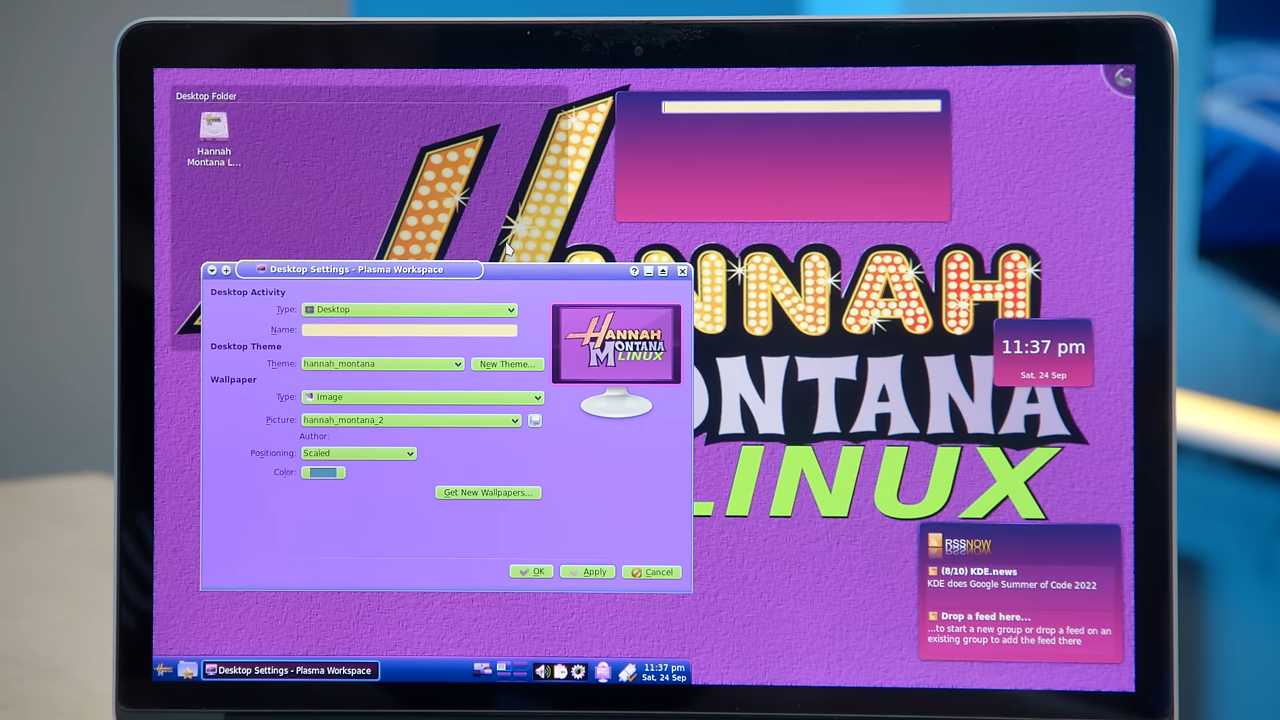 Desktop Folder
Hannah
Montana L...
HANNAH
MONTANA
LINUX
Desktop Settings - Plasma Workspace
Desktop Activity
Type: Desktop
Name:
Desktop Theme
Theme: hannah_montana New Theme...
Wallpaper
Type: Image
Picture: hannah_montana_2
Author:
Positioning: Scaled
Color:
Get New Wallpapers...
OK Apply Cancel
HANNAH
MONTANA
LINUX
11:37 pm
Sat, 24 Sep
RSSNOW
(8/10) KDE.news
KDE does Google Summer of Code 2022
Drop a feed here...
...to start a new group or drop a feed on an
existing group to add the feed there
Desktop Settings - Plasma Workspace
11:37 pm
Sat, 24 Sep